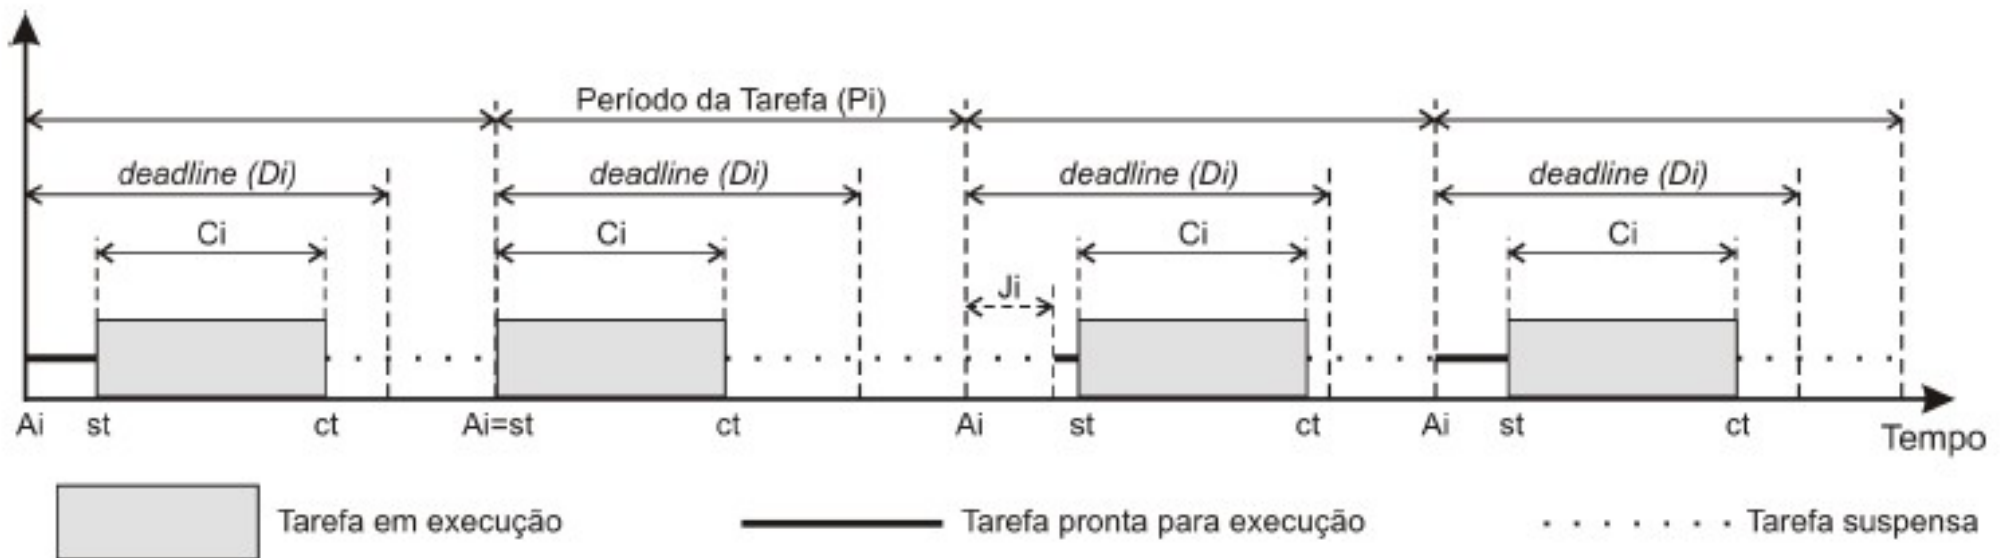 Período da Tarefa (Pi)
deadline (Di) deadline (Di) deadline (Di) deadline (Di)
Ci Ci Ci Ci
Ji
Ai st ct Ai=st ct Ai st ct Ai st ct
Tempo
Tarefa em execução Tarefa pronta para execução Tarefa suspensa